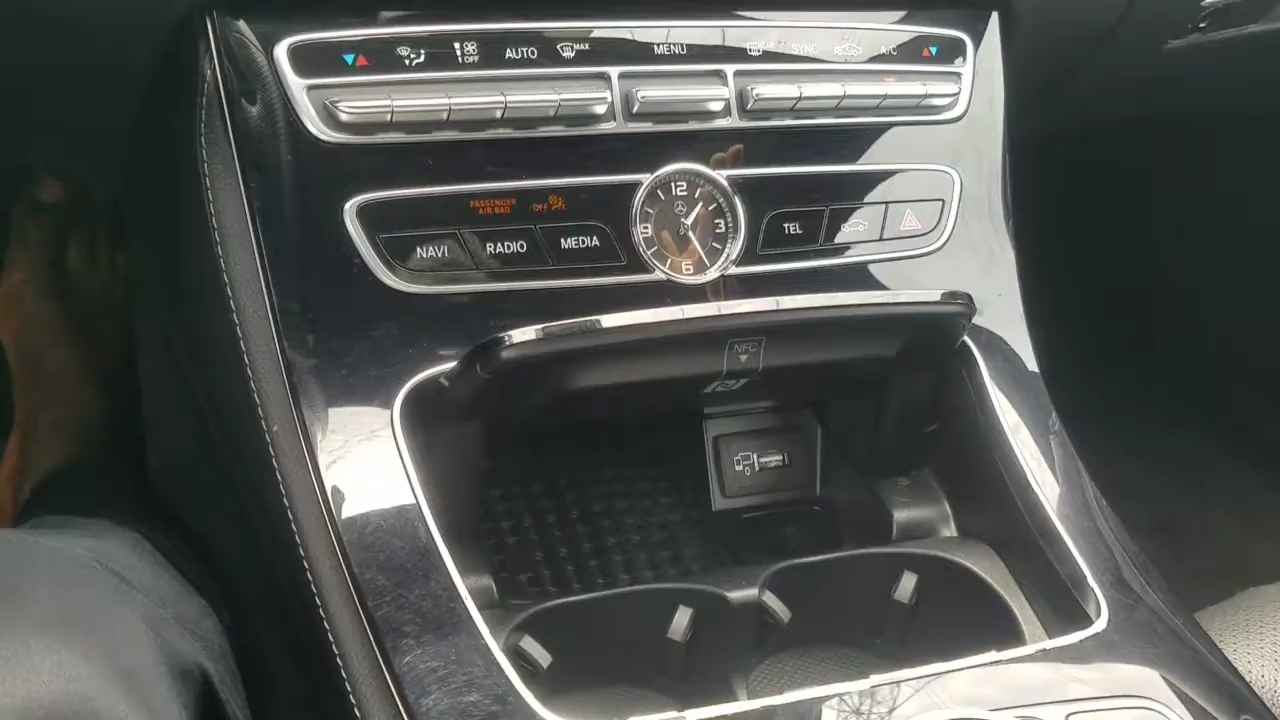 OFF
AUTO
MAX
MENU
SYNC
A/C
PASSENGER
AIR BAG
OFF
NAVI
RADIO
MEDIA
12
3
6
9
TEL
NFC